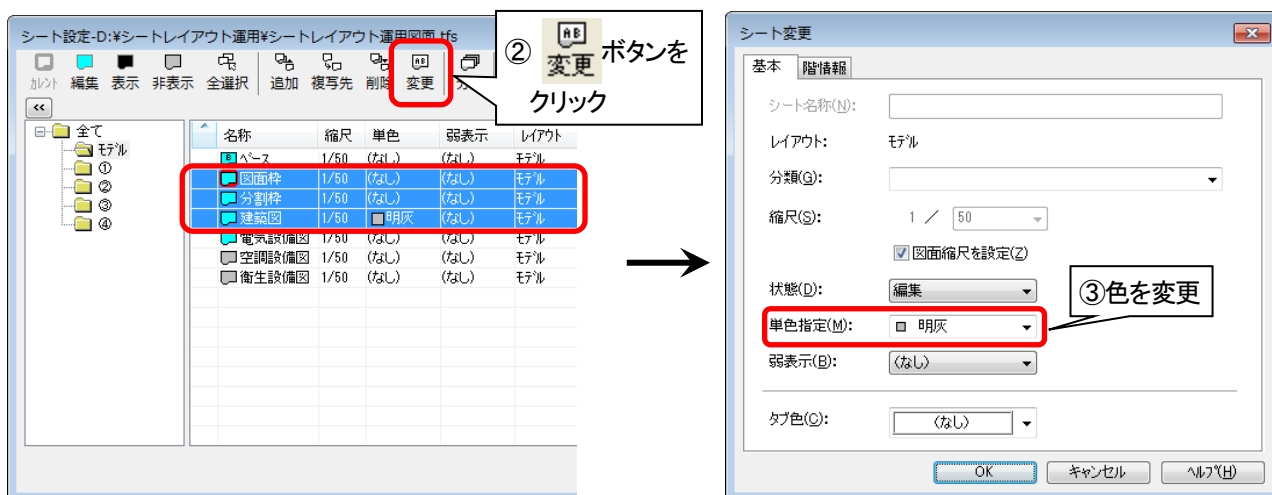 シート設定-D:¥シートレイアウト運用¥シートレイアウト運用図面.tfs
カレント 編集 表示 非表示 全選択 追加 複写先 削除 変更
<<
全て
モデル
①
②
③
④
名称 縮尺 単色 弱表示 レイアウト
ベース 1/50 (なし) (なし) モデル
図面枠 1/50 (なし) (なし) モデル
分割枠 1/50 (なし) (なし) モデル
建築図 1/50 明灰 (なし) モデル
電気設備図 1/50 (なし) (なし) モデル
空調設備図 1/50 (なし) (なし) モデル
衛生設備図 1/50 (なし) (なし) モデル
② AB 変更 ボタンを
クリック
シート変更
基本 階情報
シート名称(N):
レイアウト: モデル
分類(G):
縮尺(S): 1 / 50
図面縮尺を設定(Z)
状態(D): 編集
単色指定(M): 明灰
弱表示(B): (なし)
タブ色(C): (なし)
OK キャンセル ヘルプ(H)
③色を変更